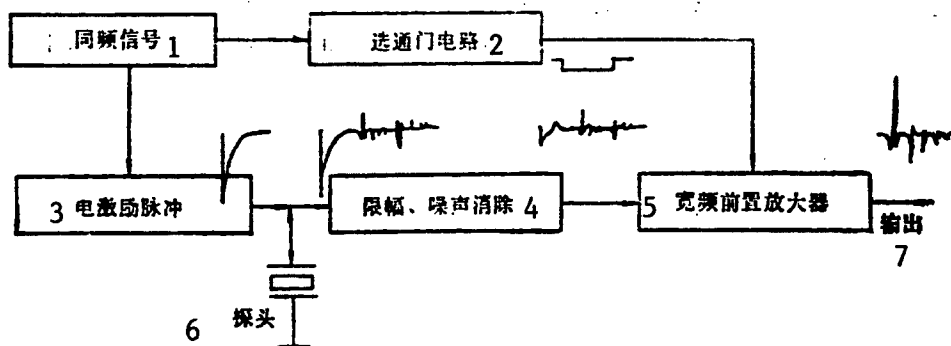 同频信号 1
选通门电路 2
3 电激励脉冲
限幅、噪声消除 4
5 宽频前置放大器
输出
7
探头
6